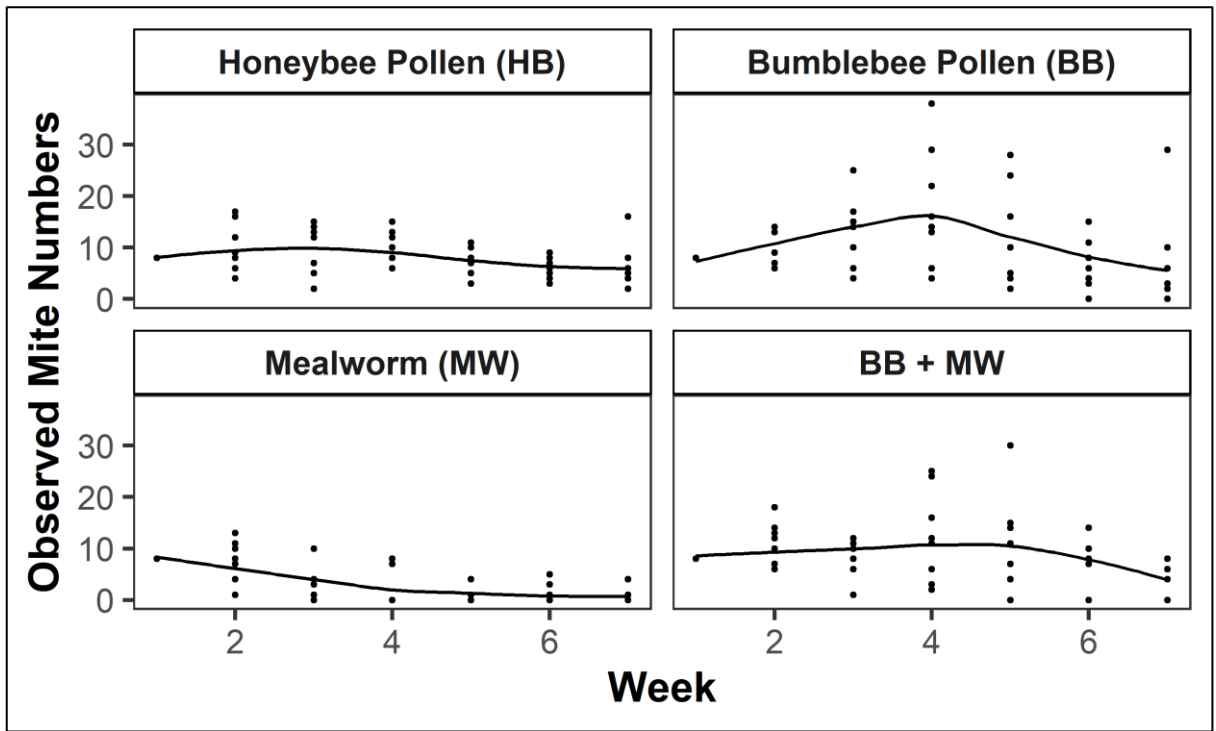 Honeybee Pollen (HB)
Bumblebee Pollen (BB)
Observed Mite Numbers
30
20
10
0
Mealworm (MW)
BB + MW
30
20
10
0
2
4
6
2
4
6
Week